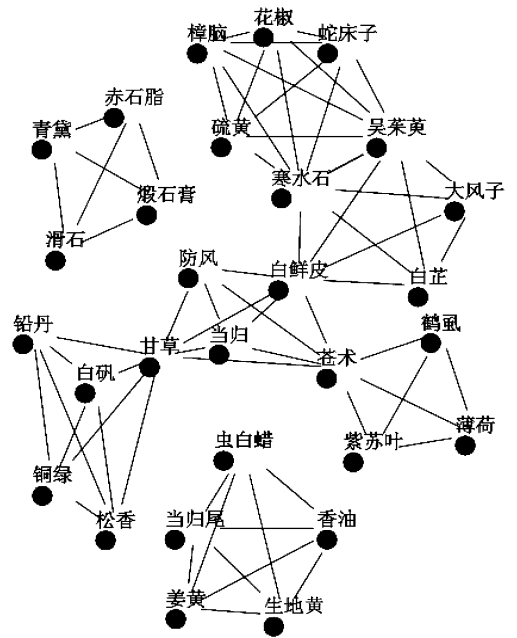 花椒
樟脑
蛇床子
赤石脂
青黛
硫黄
吴茱萸
寒水石
煅石膏
大风子
滑石
防风
白鲜皮
白芷
铅丹
甘草
当归
鹤虱
白矾
苍术
虫白蜡
紫苏叶
薄荷
铜绿
松香
当归尾
香油
姜黄
生地黄